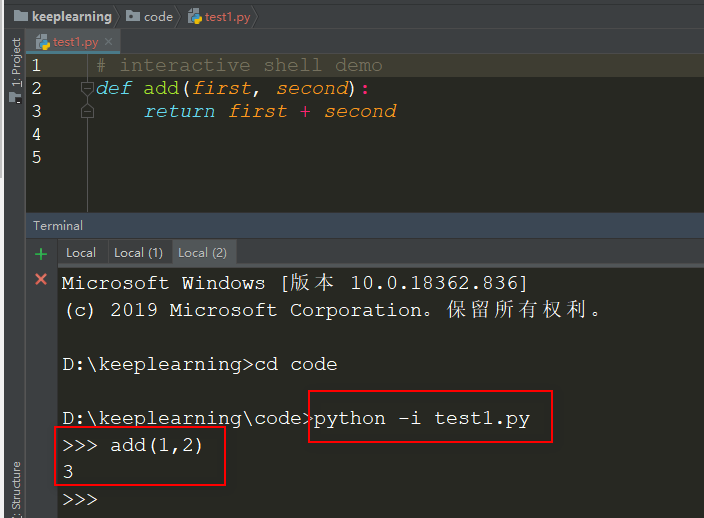 keeplearning code test1.py
1: Project
test1.py
1 # interactive shell demo
2 def add(first, second):
3 return first + second
4
5
Terminal
Local Local (1) Local (2)
Microsoft Windows [版本 10.0.18362.836]
(c) 2019 Microsoft Corporation。保留所有权利。
D:\keeplearning>cd code
D:\keeplearning\code>python -i test1.py
>>> add(1,2)
3
>>>
: Structure